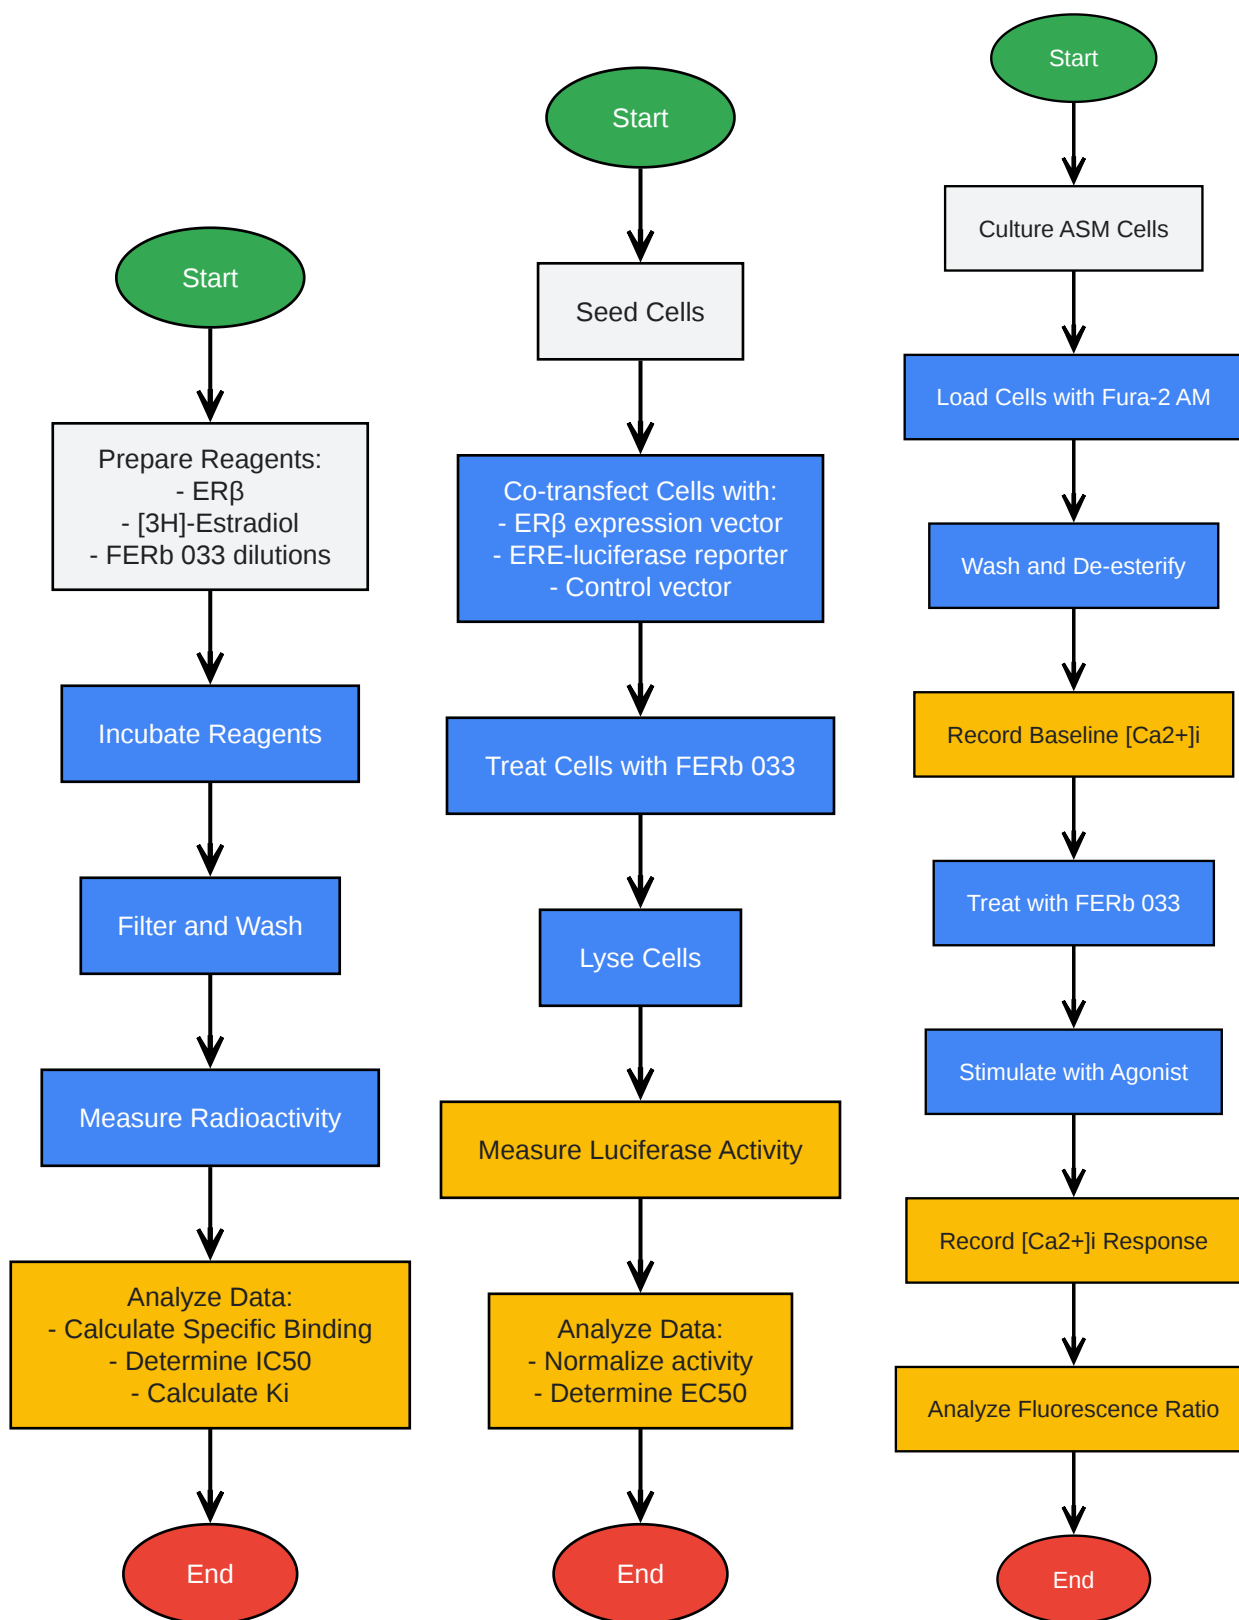 Start
Prepare Reagents:
- ERβ
- [3H]-Estradiol
- FERb 033 dilutions
Incubate Reagents
Filter and Wash
Measure Radioactivity
Analyze Data:
- Calculate Specific Binding
- Determine IC50
- Calculate Ki
End
Start
Seed Cells
Co-transfect Cells with:
- ERβ expression vector
- ERE-luciferase reporter
- Control vector
Treat Cells with FERb 033
Lyse Cells
Measure Luciferase Activity
Analyze Data:
- Normalize activity
- Determine EC50
End
Start
Culture ASM Cells
Load Cells with Fura-2 AM
Wash and De-esterify
Record Baseline [Ca2+]i
Treat with FERb 033
Stimulate with Agonist
Record [Ca2+]i Response
Analyze Fluorescence Ratio
End